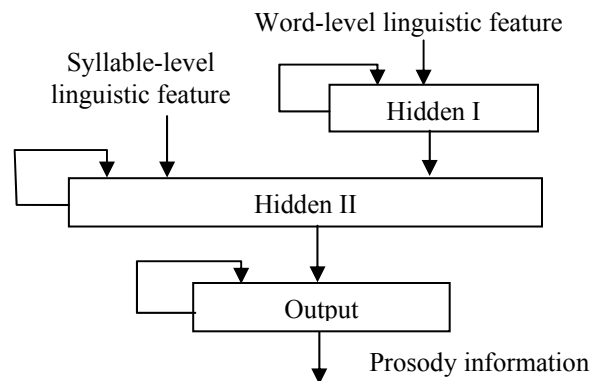 Word-level linguistic feature
Syllable-level
linguistic feature
Hidden I
Hidden II
Output
Prosody information